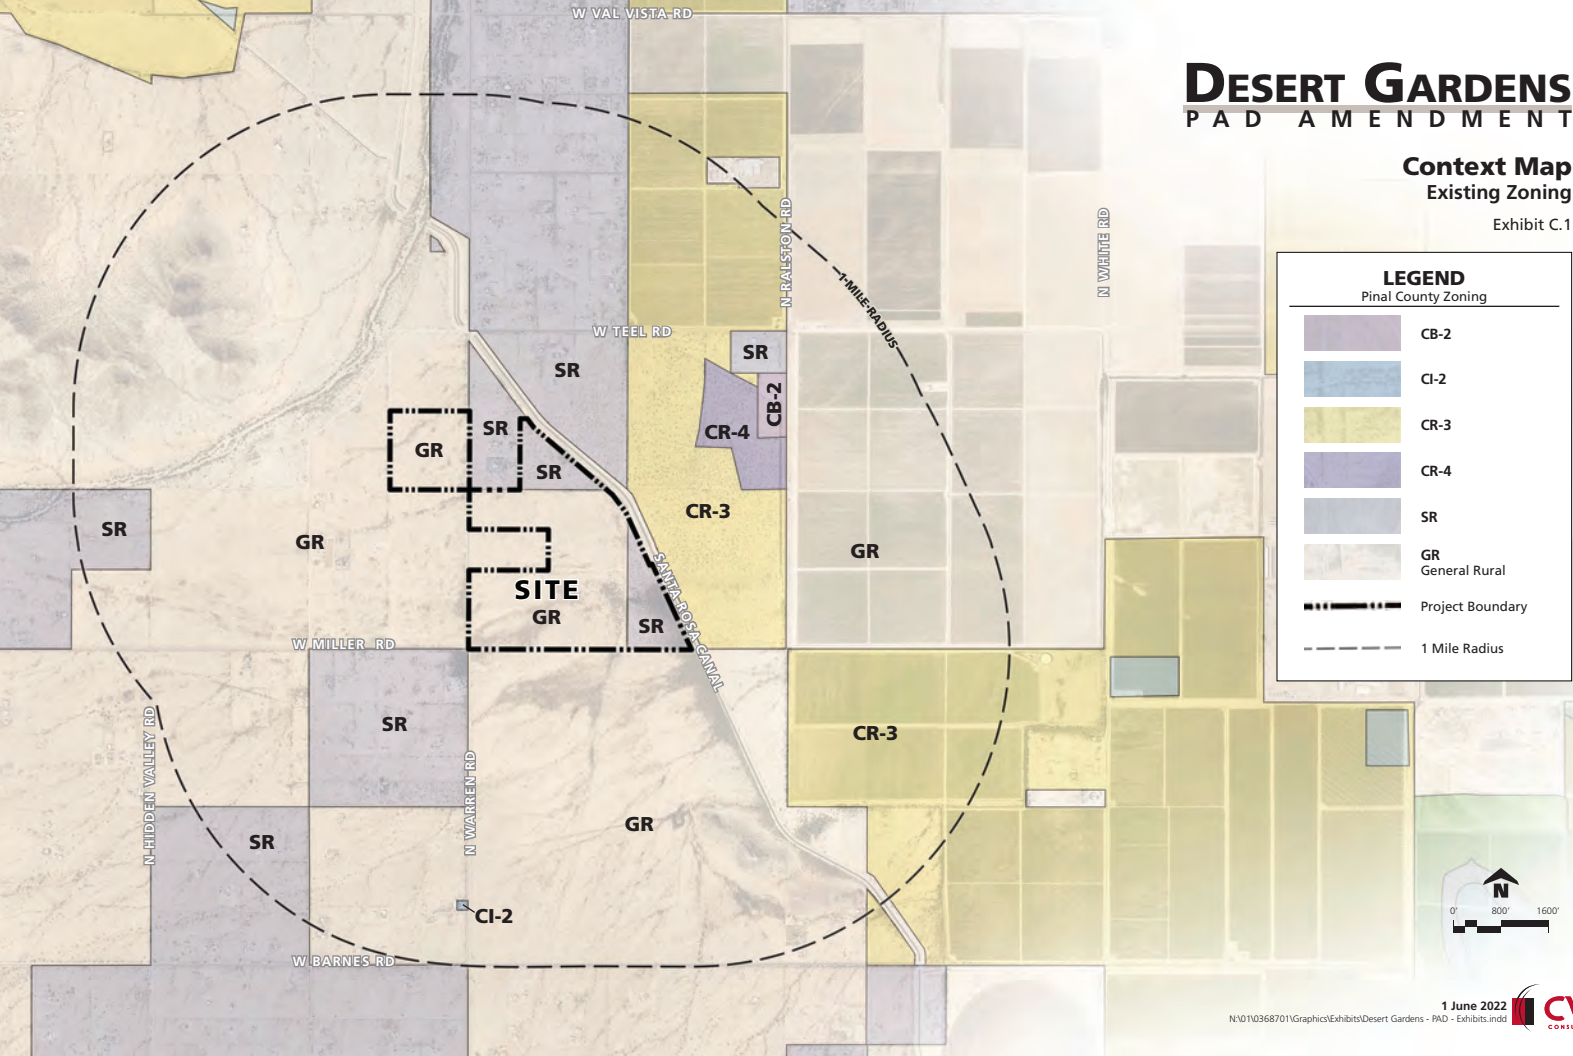 W VAL VISTA RD
DESERT GARDENS
PAD AMENDMENT
Context Map
Existing Zoning
Exhibit C.1
N RALSTON RD
N WHITE RD
1-MILE-RADIUS
W TEEL RD
SR
SR
CB-2
CR-4
SR
GR
SR
CR-3
SR
GR
GR
SITE
GR
SR
SANTA ROSA CANAL
W MILLER RD
SR
CR-3
N HIDDEN VALLEY RD
N WARREN RD
GR
SR
CI-2
W BARNES RD
LEGEND
Pinal County Zoning
CB-2
CI-2
CR-3
CR-4
SR
GR
General Rural
Project Boundary
1 Mile Radius
N
0' 800' 1600'
1 June 2022
N:\01\0368701\Graphics\Exhibits\Desert Gardens - PAD - Exhibits.indd